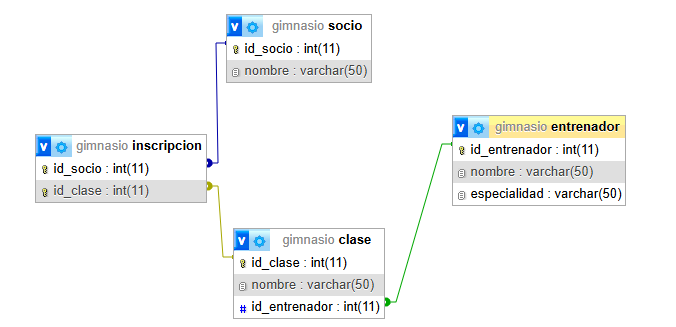 gimnasio socio
id_socio : int(11)
nombre : varchar(50)
gimnasio inscripcion
id_socio : int(11)
id_clase : int(11)
gimnasio entrenador
id_entrenador : int(11)
nombre : varchar(50)
especialidad : varchar(50)
gimnasio clase
id_clase : int(11)
nombre : varchar(50)
# id_entrenador : int(11)